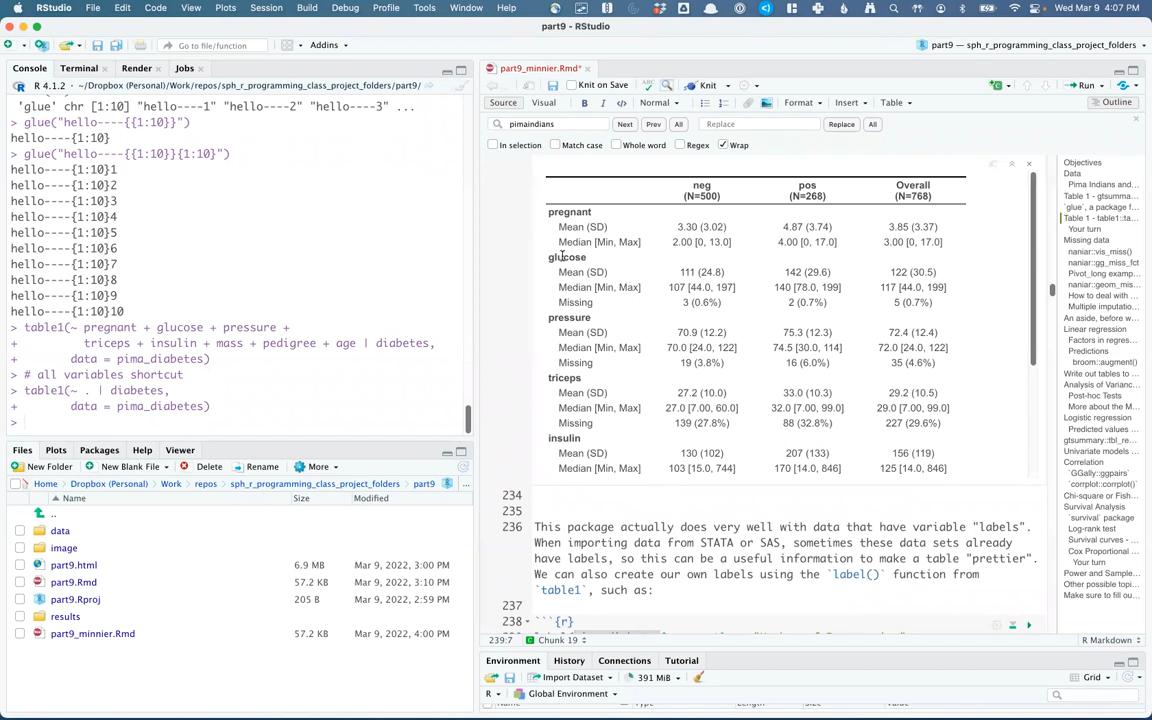 RStudio File Edit Code View Plots Session Build Debug Profile Tools Window Help Wed Mar 9 4:07 PM
part9 - RStudio
Go to file/function Addins part9 — sph_r_programming_class_project_folders
Console Terminal Render Jobs
R 4.1.2 · ~/Dropbox (Personal)/Work/repos/sph_r_programming_class_project_folders/part9/
'glue' chr [1:10] "hello----1" "hello----2" "hello----3" ...
> glue("hello----{{1:10}}")
hello----{1:10}
> glue("hello----{{1:10}}{1:10}")
hello----{1:10}1
hello----{1:10}2
hello----{1:10}3
hello----{1:10}4
hello----{1:10}5
hello----{1:10}6
hello----{1:10}7
hello----{1:10}8
hello----{1:10}9
hello----{1:10}10
> table1(~ pregnant + glucose + pressure +
+ triceps + insulin + mass + pedigree + age | diabetes,
+ data = pima_diabetes)
> # all variables shortcut
> table1(~ . | diabetes,
+ data = pima_diabetes)
>
Files Plots Packages Help Viewer
New Folder New Blank File Delete Rename More
Home Dropbox (Personal) Work repos sph_r_programming_class_project_folders part9 ...
Name Size Modified
..
data
image
part9.html 6.9 MB Mar 9, 2022, 3:00 PM
part9.Rmd 57.2 KB Mar 9, 2022, 3:10 PM
part9.Rproj 205 B Mar 9, 2022, 2:59 PM
results
part9_minnier.Rmd 57.2 KB Mar 9, 2022, 4:00 PM
part9_minnier.Rmd*
Knit on Save Knit Run
Source Visual B I Normal Format Insert Table Outline
pimaindians Next Prev All Replace Replace All
In selection Match case Whole word Regex Wrap
neg pos Overall
(N=500) (N=268) (N=768)
pregnant
Mean (SD) 3.30 (3.02) 4.87 (3.74) 3.85 (3.37)
Median [Min, Max] 2.00 [0, 13.0] 4.00 [0, 17.0] 3.00 [0, 17.0]
glucose
Mean (SD) 111 (24.8) 142 (29.6) 122 (30.5)
Median [Min, Max] 107 [44.0, 197] 140 [78.0, 199] 117 [44.0, 199]
Missing 3 (0.6%) 2 (0.7%) 5 (0.7%)
pressure
Mean (SD) 70.9 (12.2) 75.3 (12.3) 72.4 (12.4)
Median [Min, Max] 70.0 [24.0, 122] 74.5 [30.0, 114] 72.0 [24.0, 122]
Missing 19 (3.8%) 16 (6.0%) 35 (4.6%)
triceps
Mean (SD) 27.2 (10.0) 33.0 (10.3) 29.2 (10.5)
Median [Min, Max] 27.0 [7.00, 60.0] 32.0 [7.00, 99.0] 29.0 [7.00, 99.0]
Missing 139 (27.8%) 88 (32.8%) 227 (29.6%)
insulin
Mean (SD) 130 (102) 207 (133) 156 (119)
Median [Min, Max] 103 [15.0, 744] 170 [14.0, 846] 125 [14.0, 846]
234
235
236 This package actually does very well with data that have variable "labels".
When importing data from STATA or SAS, sometimes these data sets already
have labels, so this can be a useful information to make a table "prettier".
We can also create our own labels using the `label()` function from
`table1`, such as:
237
238 ```{r}
239:7 Chunk 19 R Markdown
Objectives
Data
Pima Indians and...
Table 1 - gtsumma...
`glue`, a package f...
Table 1 - table1::ta...
Your turn
Missing data
naniar::vis_miss()
naniar::gg_miss_fct
Pivot_long examp...
naniar::geom_mis...
How to deal with ...
Multiple imputatio...
An aside, before w...
Linear regression
Factors in regres...
Predictions
broom::augment()
Write out tables to ...
Analysis of Varianc...
Post-hoc Tests
More about the M...
Logistic regression
Predicted values ...
gtsummary::tbl_re...
Univariate models ...
Correlation
`GGally::ggpairs`
`corrplot::corrplot()`
Chi-square or Fish...
Survival Analysis
`survival` package
Log-rank test
Survival curves - ...
Cox Proportional ...
Your turn
Power and Sample...
Other possible topi...
Make sure to fill ou...
Environment History Connections Tutorial
Import Dataset 391 MiB Grid
R Global Environment